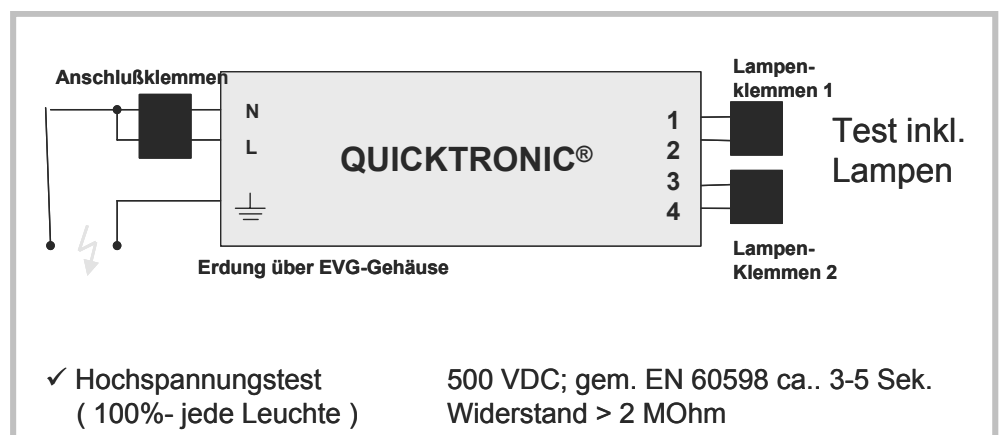 Anschlußklemmen
N
L
QUICKTRONIC®
1
2
3
4
Lampen-
klemmen 1
Test inkl.
Lampen
Lampen-
Klemmen 2
Erdung über EVG-Gehäuse
✓ Hochspannungstest 500 VDC; gem. EN 60598 ca.. 3-5 Sek.
( 100%- jede Leuchte ) Widerstand > 2 MOhm